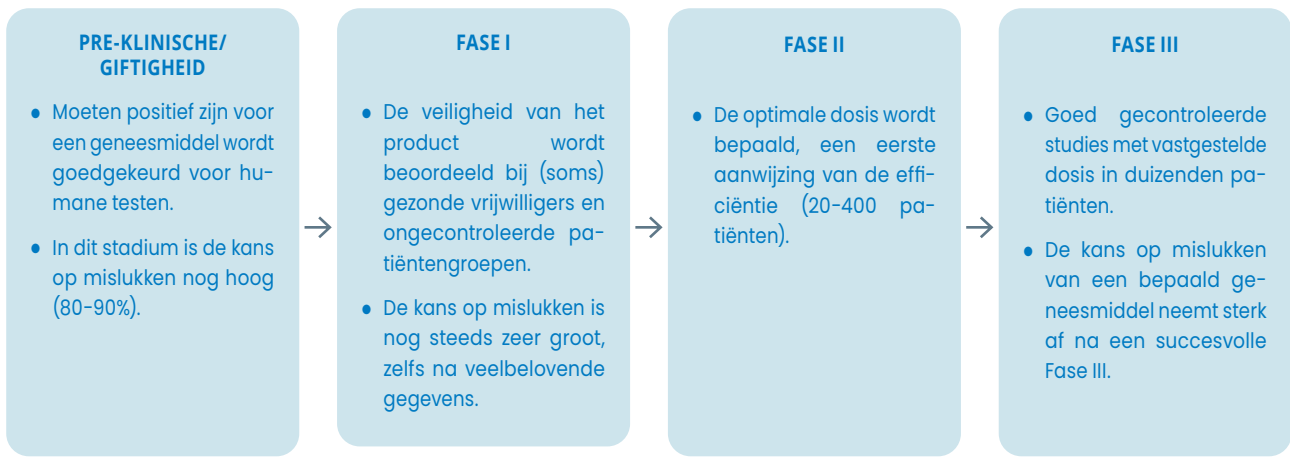 PRE-KLINISCHE/
GIFTIGHEID
• Moeten positief zijn voor
een geneesmiddel wordt
goedgekeurd voor hu-
mane testen.
• In dit stadium is de kans
op mislukken nog hoog
(80-90%).
FASE I
• De veiligheid van het
product wordt
beoordeeld bij (soms)
gezonde vrijwilligers en
ongecontroleerde pa-
tiëntengroepen.
• De kans op mislukken is
nog steeds zeer groot,
zelfs na veelbelovende
gegevens.
FASE II
• De optimale dosis wordt
bepaald, een eerste
aanwijzing van de effi-
ciëntie (20-400 pa-
tiënten).
FASE III
• Goed gecontroleerde
studies met vastgestelde
dosis in duizenden pa-
tiënten.
• De kans op mislukken
van een bepaald ge-
neesmiddel neemt sterk
af na een succesvolle
Fase III.